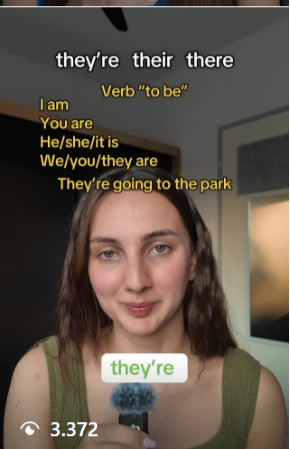 they're their there
Verb "to be"
I am
You are
He/she/it is
We/you/they are
They're going to the park
they're
3.372